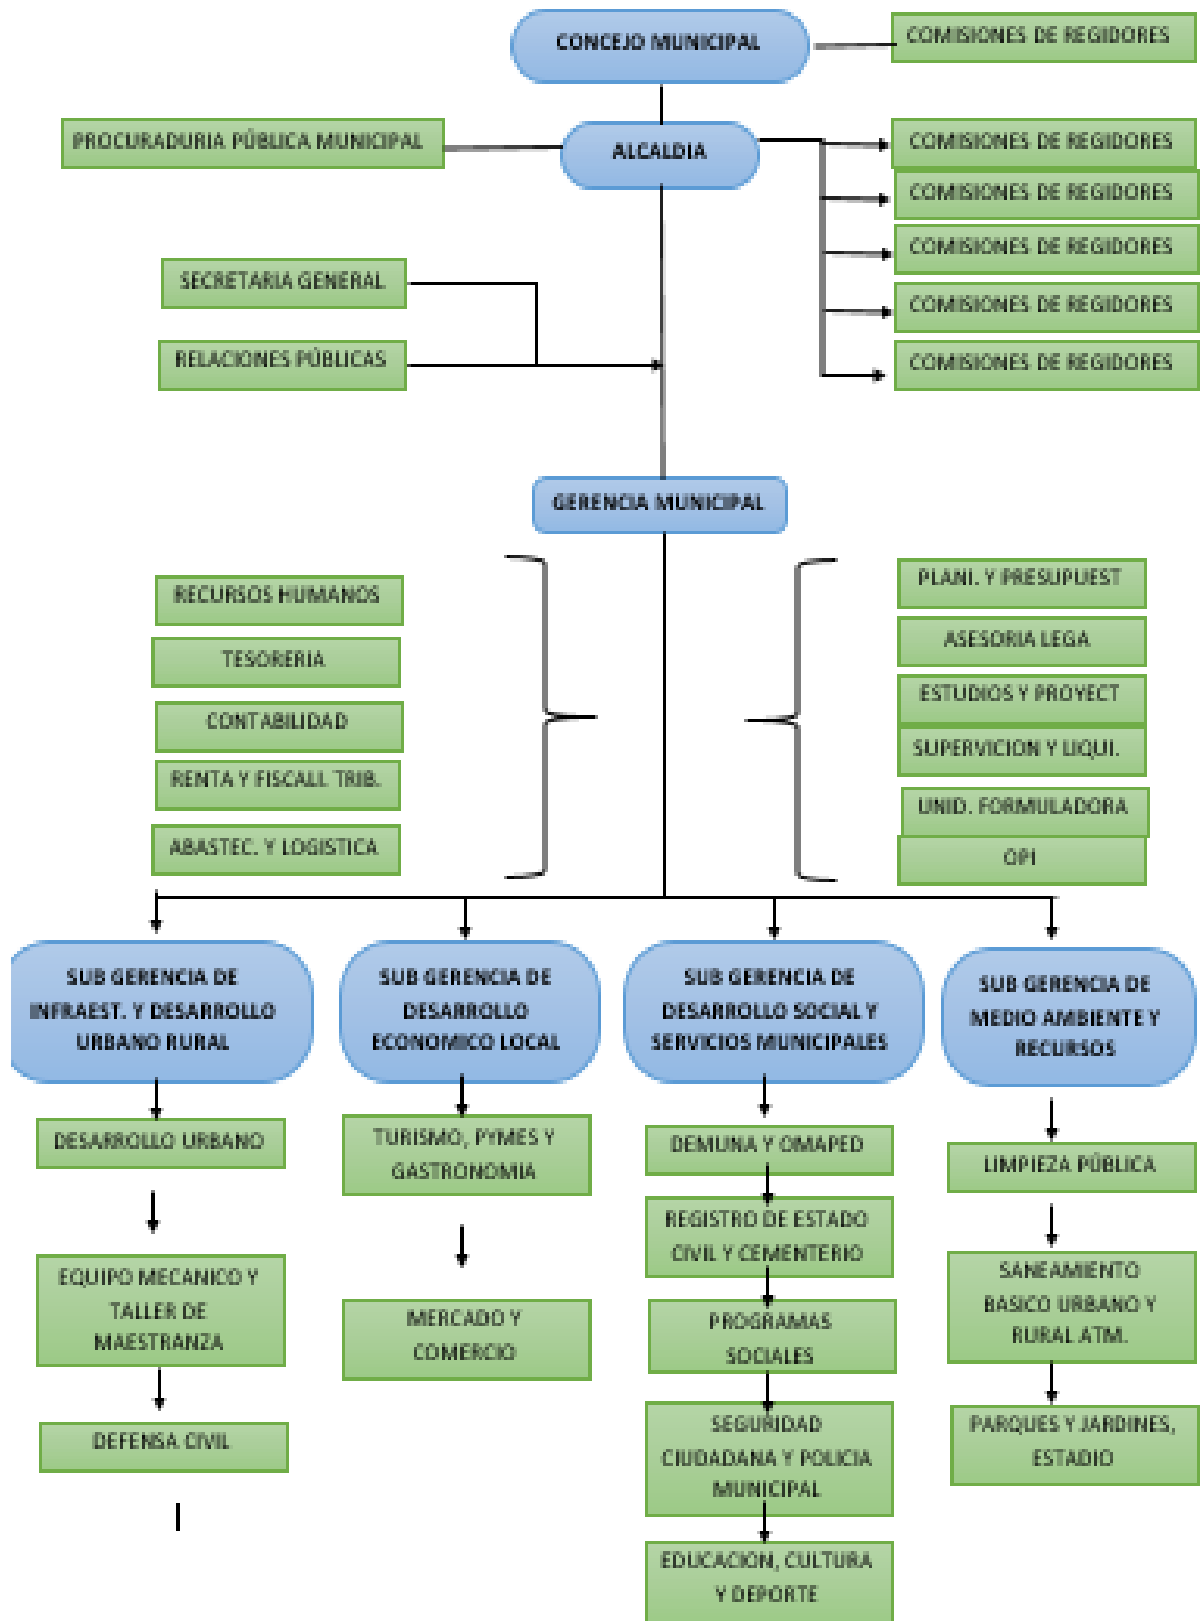 CONCEJO MUNICIPAL
COMISIONES DE REGIDORES
PROCURADURIA PÚBLICA MUNICIPAL
ALCALDIA
COMISIONES DE REGIDORES
COMISIONES DE REGIDORES
COMISIONES DE REGIDORES
COMISIONES DE REGIDORES
COMISIONES DE REGIDORES
SECRETARIA GENERAL
RELACIONES PÚBLICAS
GERENCIA MUNICIPAL
RECURSOS HUMANOS
TESORERIA
CONTABILIDAD
RENTA Y FISCALI. TRIB.
ABASTEC. Y LOGISTICA
PLANI. Y PRESUPUEST
ASESORIA LEGA
ESTUDIOS Y PROYECT
SUPERVICION Y LIQUI.
UNID. FORMULADORA
OPI
SUB GERENCIA DE
INFRAEST. Y DESARROLLO
URBANO RURAL
SUB GERENCIA DE
DESARROLLO
ECONOMICO LOCAL
SUB GERENCIA DE
DESARROLLO SOCIAL Y
SERVICIOS MUNICIPALES
SUB GERENCIA DE
MEDIO AMBIENTE Y
RECURSOS
DESARROLLO URBANO
EQUIPO MECANICO Y
TALLER DE
MAESTRANZA
DEFENSA CIVIL
TURISMO, PYMES Y
GASTRONOMIA
MERCADO Y
COMERCIO
DEMUNA Y OMAPED
REGISTRO DE ESTADO
CIVIL Y CEMENTERIO
PROGRAMAS
SOCIALES
SEGURIDAD
CIUDADANA Y POLICIA
MUNICIPAL
EDUCACION, CULTURA
Y DEPORTE
LIMPIEZA PÚBLICA
SANEAMIENTO
BASICO URBANO Y
RURAL ATM.
PARQUES Y JARDINES,
ESTADIO